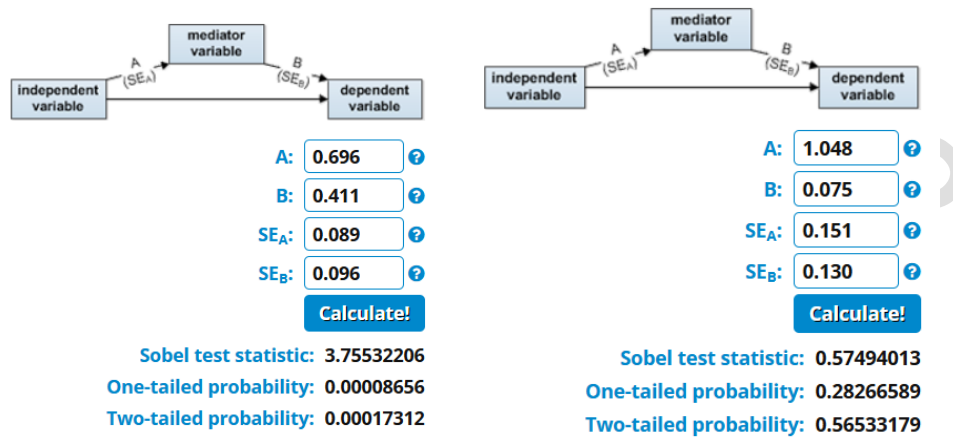 mediator
variable
A
(SEA)
B
(SEB)
independent
variable
dependent
variable
A: 0.696 ?
B: 0.411 ?
SEA: 0.089 ?
SEB: 0.096 ?
Calculate!
Sobel test statistic: 3.75532206
One-tailed probability: 0.00008656
Two-tailed probability: 0.00017312
mediator
variable
A
(SEA)
B
(SEB)
independent
variable
dependent
variable
A: 1.048 ?
B: 0.075 ?
SEA: 0.151 ?
SEB: 0.130 ?
Calculate!
Sobel test statistic: 0.57494013
One-tailed probability: 0.28266589
Two-tailed probability: 0.56533179